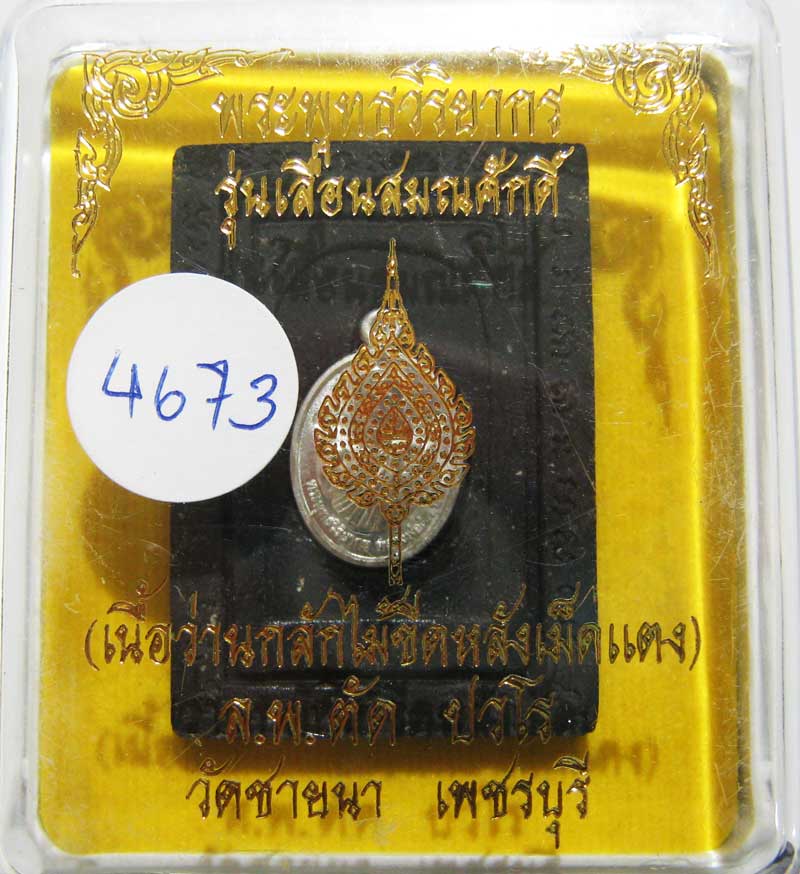 พระพุทธวิริยากร
รุ่นเลื่อนสมณศักดิ์
4673
(เนื้อว่านกลักไม้ขีดหลังเม็ดแตง)
ล.พ.ตัด ปวโร
วัดชายนา เพชรบุรี